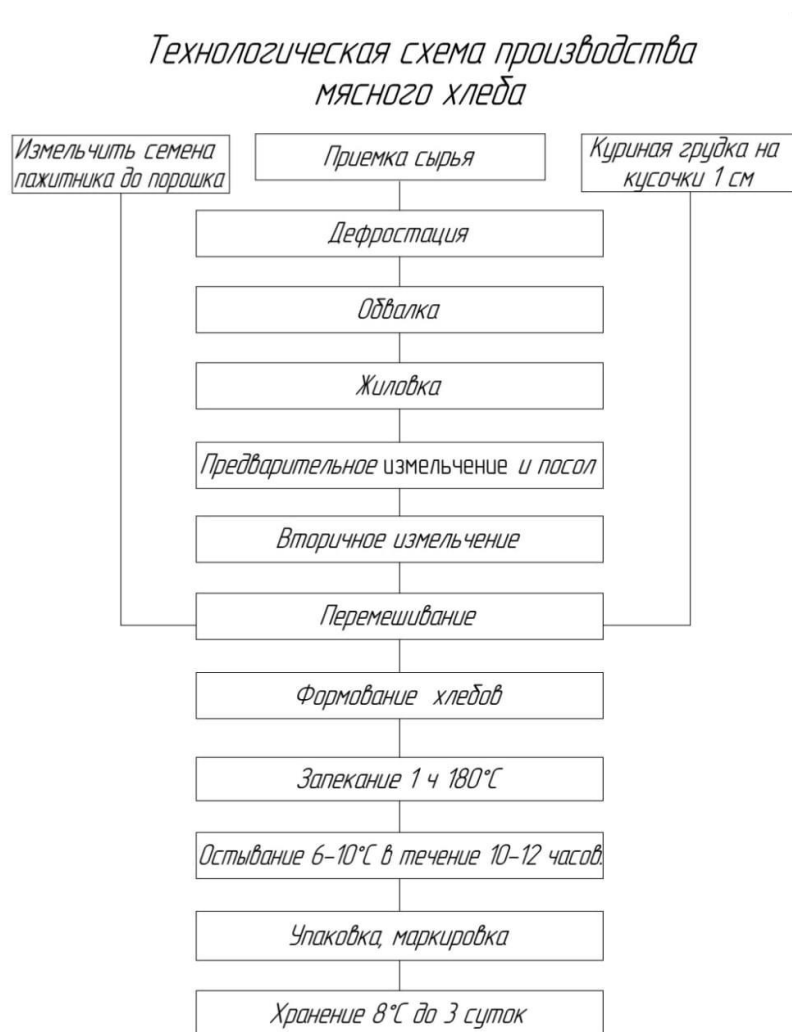 Технологическая схема производства
мясного хлеба
Измельчить семена
пажитника до порошка
Приемка сырья
Куриная грудка на
кусочки 1 см
Дефростация
Обвалка
Жиловка
Предварительное измельчение и посол
Вторичное измельчение
Перемешивание
Формование хлебов
Запекание 1 ч 180°С
Остывание 6-10°С в течение 10-12 часов.
Упаковка, маркировка
Хранение 8°С до 3 суток